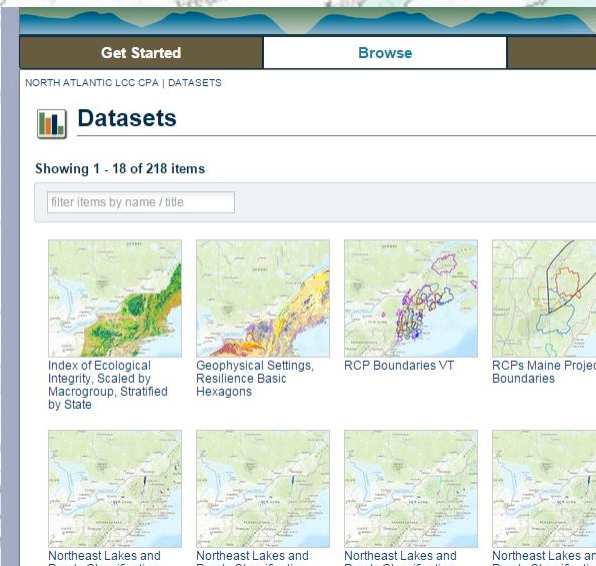 Get Started
Browse
NORTH ATLANTIC LCC CPA | DATASETS
Datasets
Showing 1 - 18 of 218 items
filter items by name / title
Index of Ecological
Integrity, Scaled by
Macrogroup, Stratified
by State
Geophysical Settings,
Resilience Basic
Hexagons
RCP Boundaries VT
RCPs Maine Projec
Boundaries
Northeast Lakes and
Northeast Lakes and
Northeast Lakes and
Northeast Lakes an